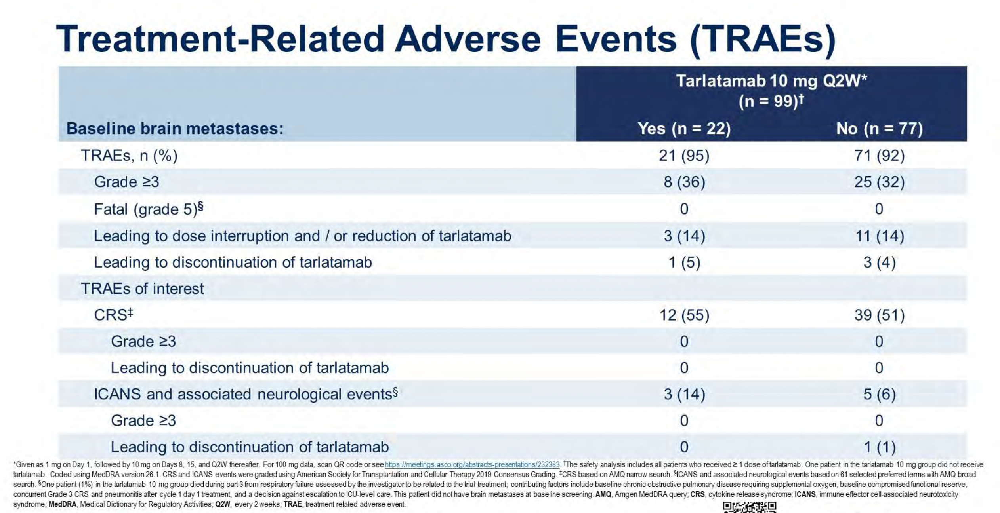 Treatment-Related Adverse Events (TRAEs)
Tarlatamab 10 mg Q2W*
(n = 99)†
Baseline brain metastases: Yes (n = 22) No (n = 77)
TRAEs, n (%) 21 (95) 71 (92)
Grade ≥3 8 (36) 25 (32)
Fatal (grade 5)§ 0 0
Leading to dose interruption and / or reduction of tarlatamab 3 (14) 11 (14)
Leading to discontinuation of tarlatamab 1 (5) 3 (4)
TRAEs of interest
CRS‡ 12 (55) 39 (51)
Grade ≥3 0 0
Leading to discontinuation of tarlatamab 0 0
ICANS and associated neurological events§ 3 (14) 5 (6)
Grade ≥3 0 0
Leading to discontinuation of tarlatamab 0 1 (1)
*Given as 1 mg on Day 1, followed by 10 mg on Days 8, 15, and Q2W thereafter. For 100 mg data, scan QR code or see https://meetings.asco.org/abstracts-presentations/232383. †The safety analysis includes all patients who received ≥ 1 dose of tarlatamab. One patient in the tarlatamab 10 mg group did not receive
tarlatamab. Coded using MedDRA version 26.1. CRS and ICANS events were graded using American Society for Transplantation and Cellular Therapy 2019 Consensus Grading. ‡CRS based on AMQ narrow search. §ICANS and associated neurological events based on 61 selected preferred terms with AMQ broad
search. §One patient (1%) in the tarlatamab 10 mg group died during part 3 from respiratory failure assessed by the investigator to be related to the trial treatment; contributing factors include baseline chronic obstructive pulmonary disease requiring supplemental oxygen, baseline compromised functional reserve,
concurrent Grade 3 CRS and pneumonitis after cycle 1 day 1 treatment, and a decision against escalation to ICU-level care. This patient did not have brain metastases at baseline screening. AMQ, Amgen MedDRA query; CRS, cytokine release syndrome; ICANS, immune effector cell-associated neurotoxicity
syndrome; MedDRA, Medical Dictionary for Regulatory Activities; Q2W, every 2 weeks; TRAE, treatment-related adverse event.